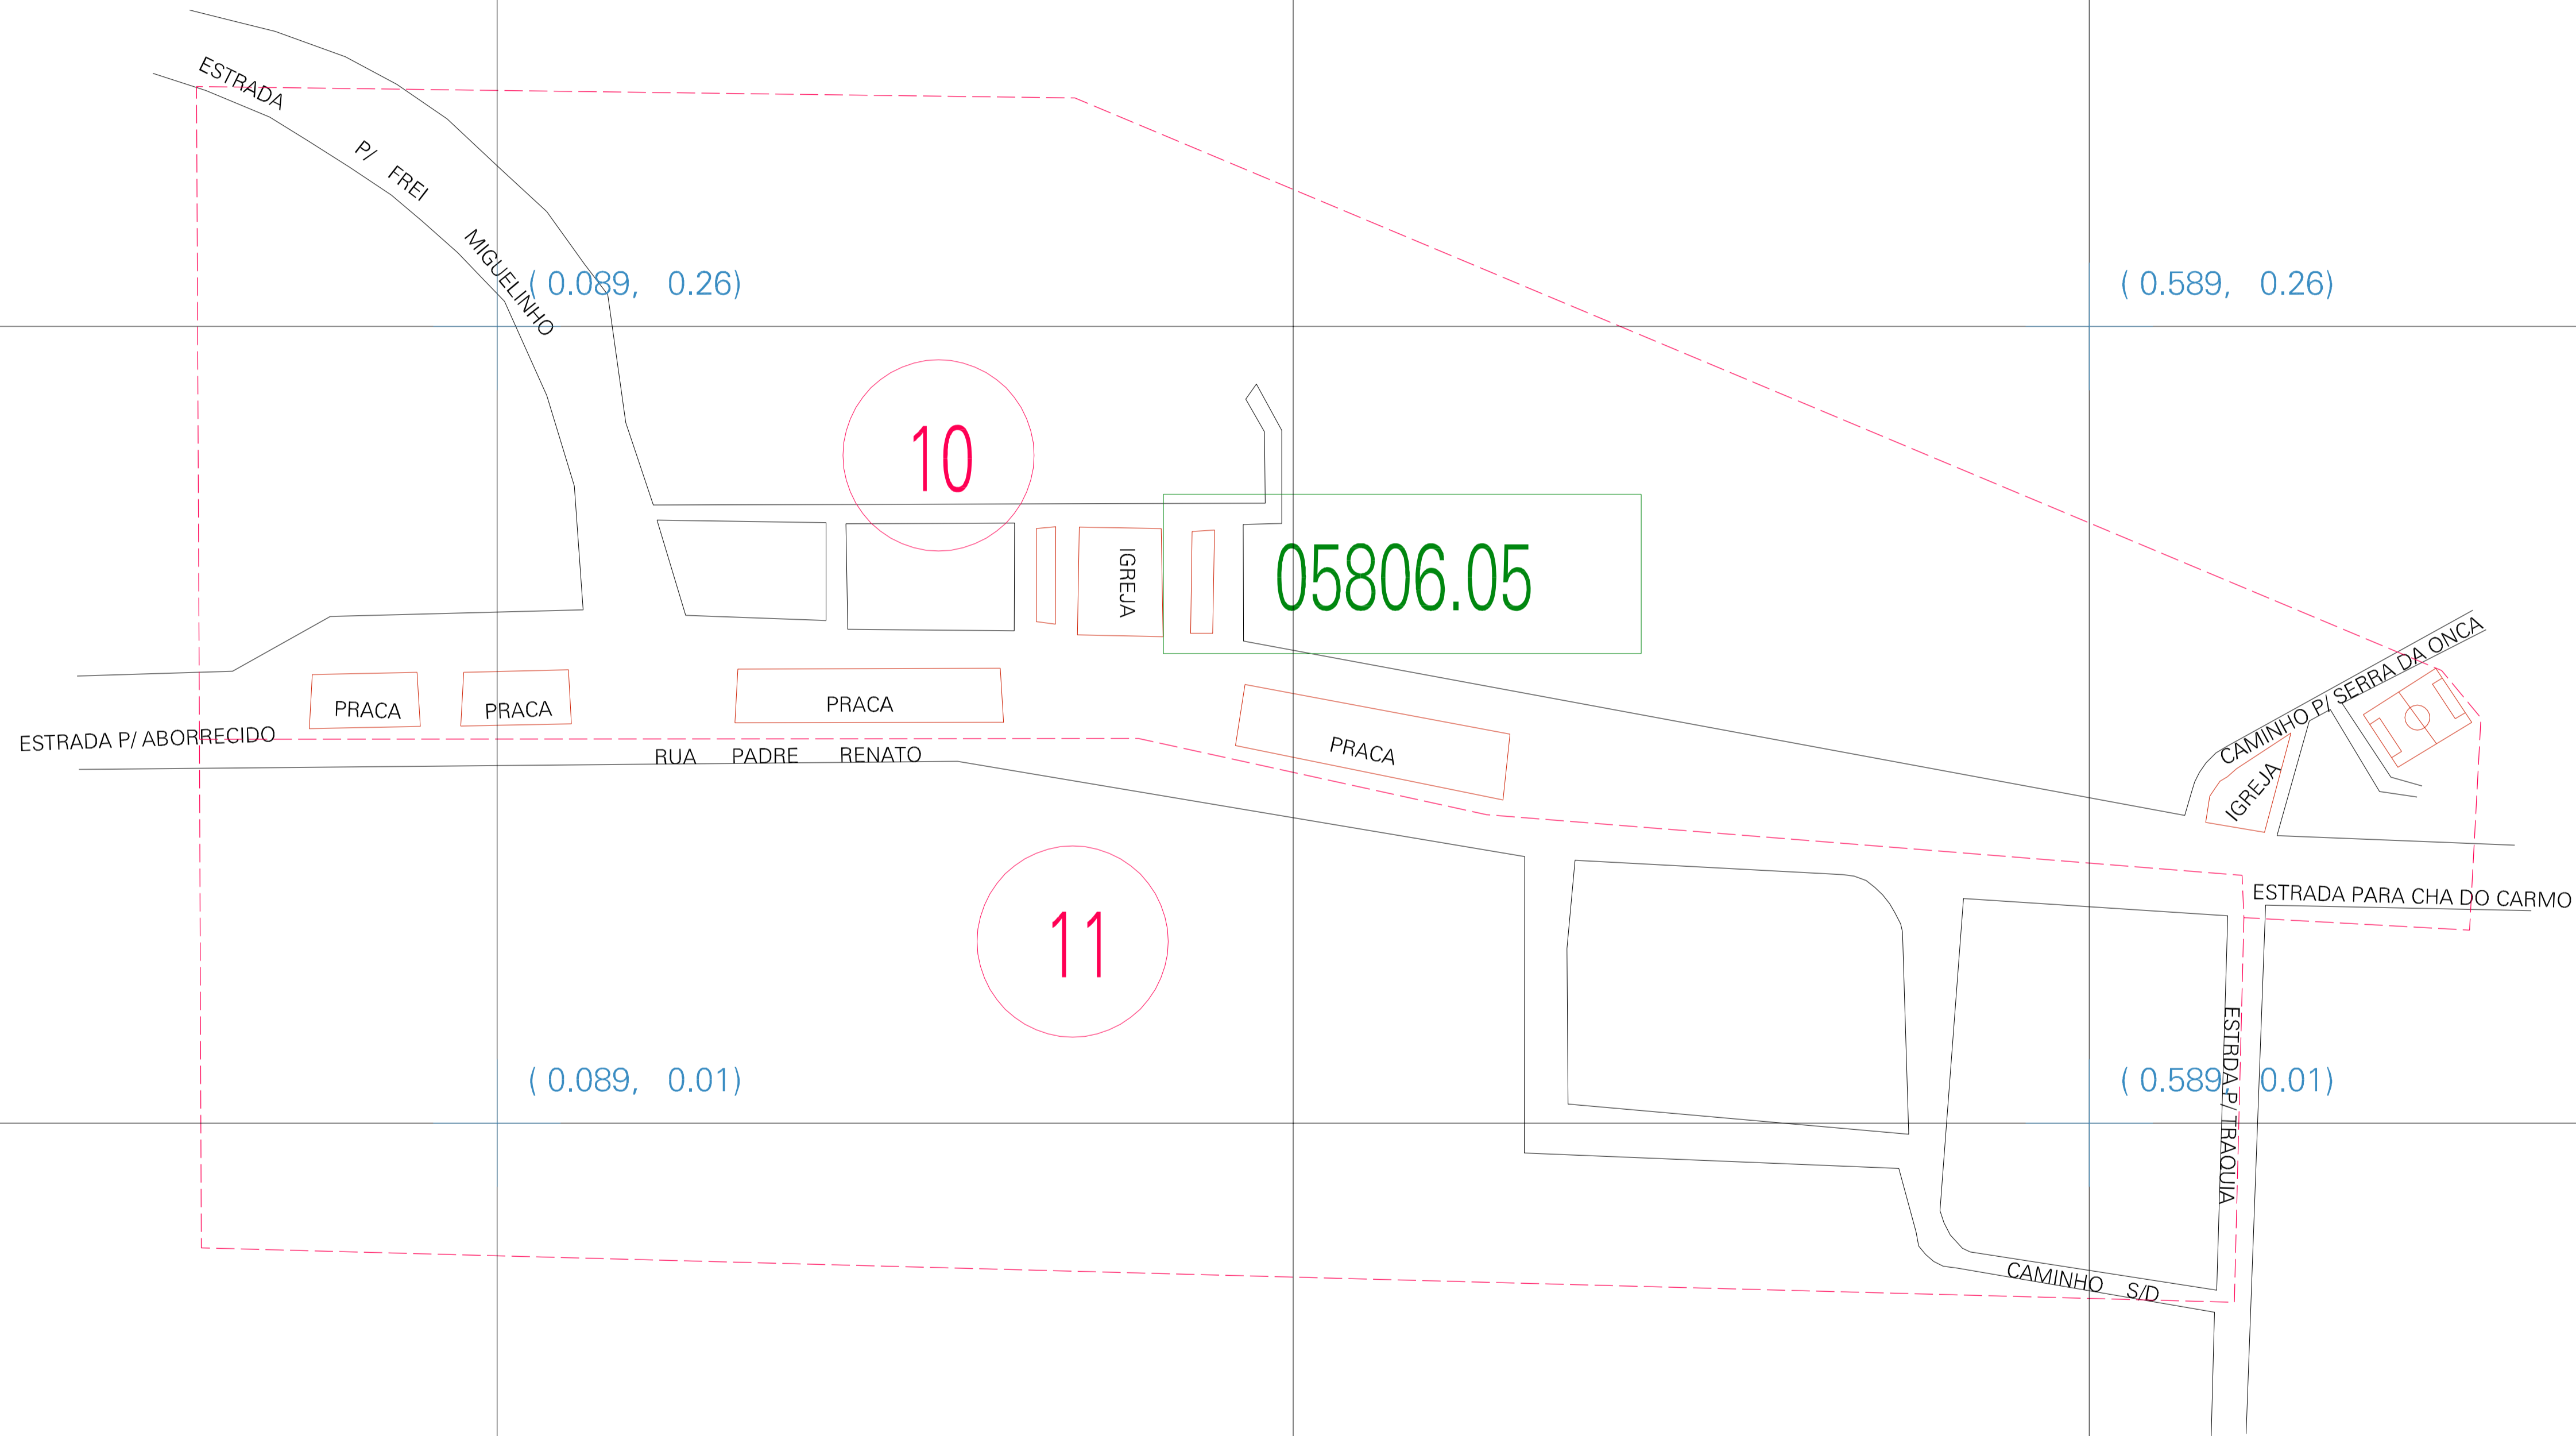 ESTRADA P/ FREI MIGUELINHO
( 0.089, 0.26)
( 0.589, 0.26)
10
IGREJA
05806.05
CAMINHO P/ SERRA DA ONCA
PRACA
PRACA
PRACA
PRACA
IGREJA
ESTRADA P/ ABORRECIDO
RUA PADRE RENATO
ESTRADA PARA CHA DO CARMO
11
( 0.089, 0.01)
( 0.589, 0.01)
ESTRDA P/ TRAQUIA
CAMINHO S/D